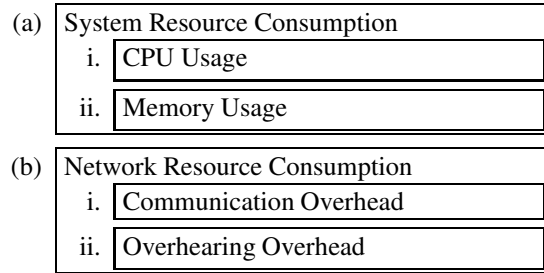 (a) System Resource Consumption
i. CPU Usage
ii. Memory Usage
(b) Network Resource Consumption
i. Communication Overhead
ii. Overhearing Overhead